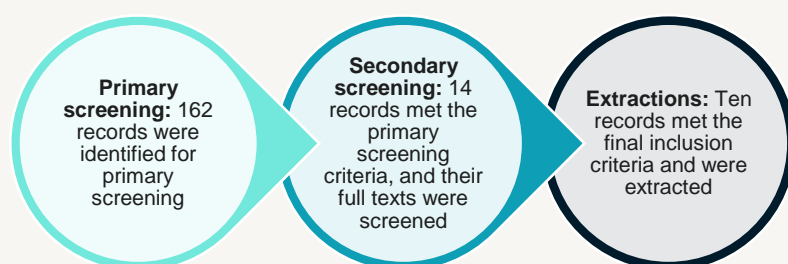 Primary
screening: 162
records were
identified for
primary
screening
Secondary
screening: 14
records met the
primary
screening
criteria, and their
full texts were
screened
Extractions: Ten
records met the
final inclusion
criteria and were
extracted